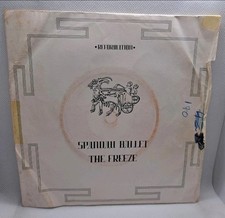 •REFORMATION•
SPANDAU BALLET
THE FREEZE